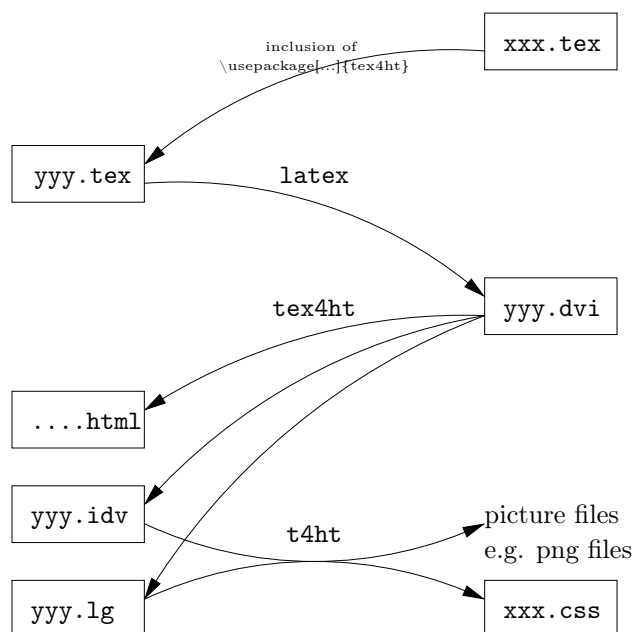 xxx.tex
inclusion of
\usepackage[...]{tex4ht}
yyy.tex
latex
yyy.dvi
tex4ht
....html
yyy.idv
t4ht
picture files
e.g. png files
yyy.lg
xxx.css